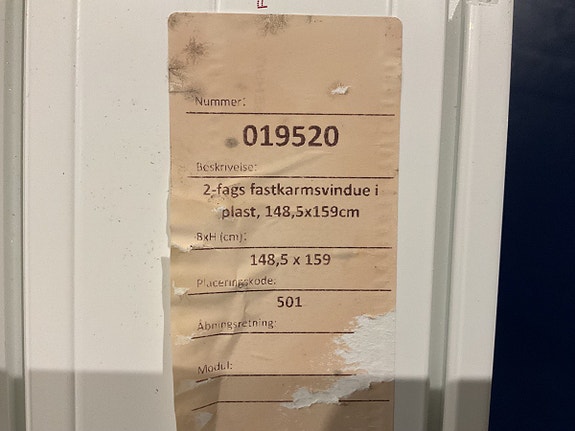 Nummer:
019520
Beskrivelse:
2-fags fastkarmsvindue i
plast, 148,5x159cm
BxH (cm):
148,5 x 159
Placeringskode:
501
Åbningsretning:
Modul: